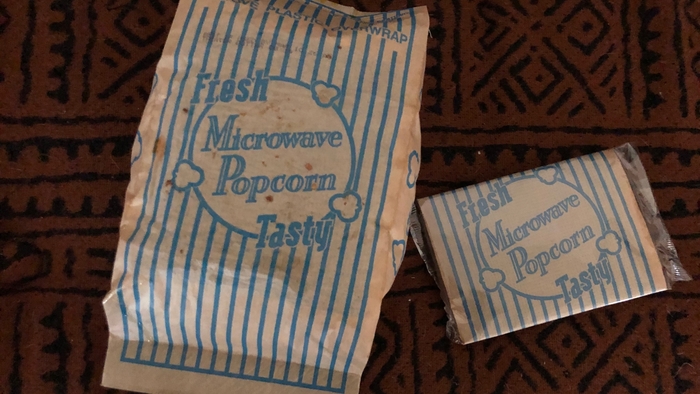 Fresh
Microwave
Popcorn
Tasty
Fresh
Microwave
Popcorn
Tasty